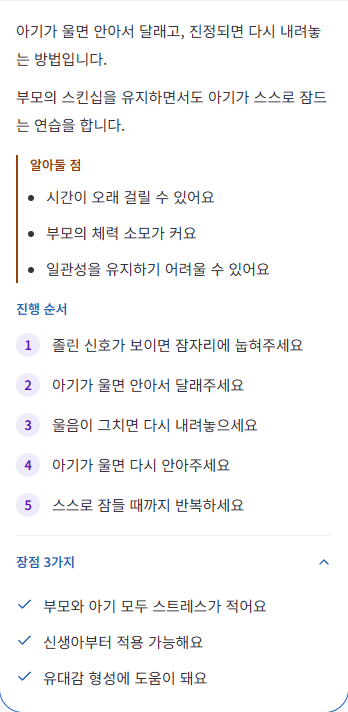 아기가 울면 안아서 달래고, 진정되면 다시 내려놓
는 방법입니다.
부모의 스킨십을 유지하면서도 아기가 스스로 잠드
는 연습을 합니다.
알아둘 점
• 시간이 오래 걸릴 수 있어요
• 부모의 체력 소모가 커요
• 일관성을 유지하기 어려울 수 있어요
진행 순서
1 졸린 신호가 보이면 잠자리에 눕혀주세요
2 아기가 울면 안아서 달래주세요
3 울음이 그치면 다시 내려놓으세요
4 아기가 울면 다시 안아주세요
5 스스로 잠들 때까지 반복하세요
장점 3가지
부모와 아기 모두 스트레스가 적어요
신생아부터 적용 가능해요
유대감 형성에 도움이 돼요